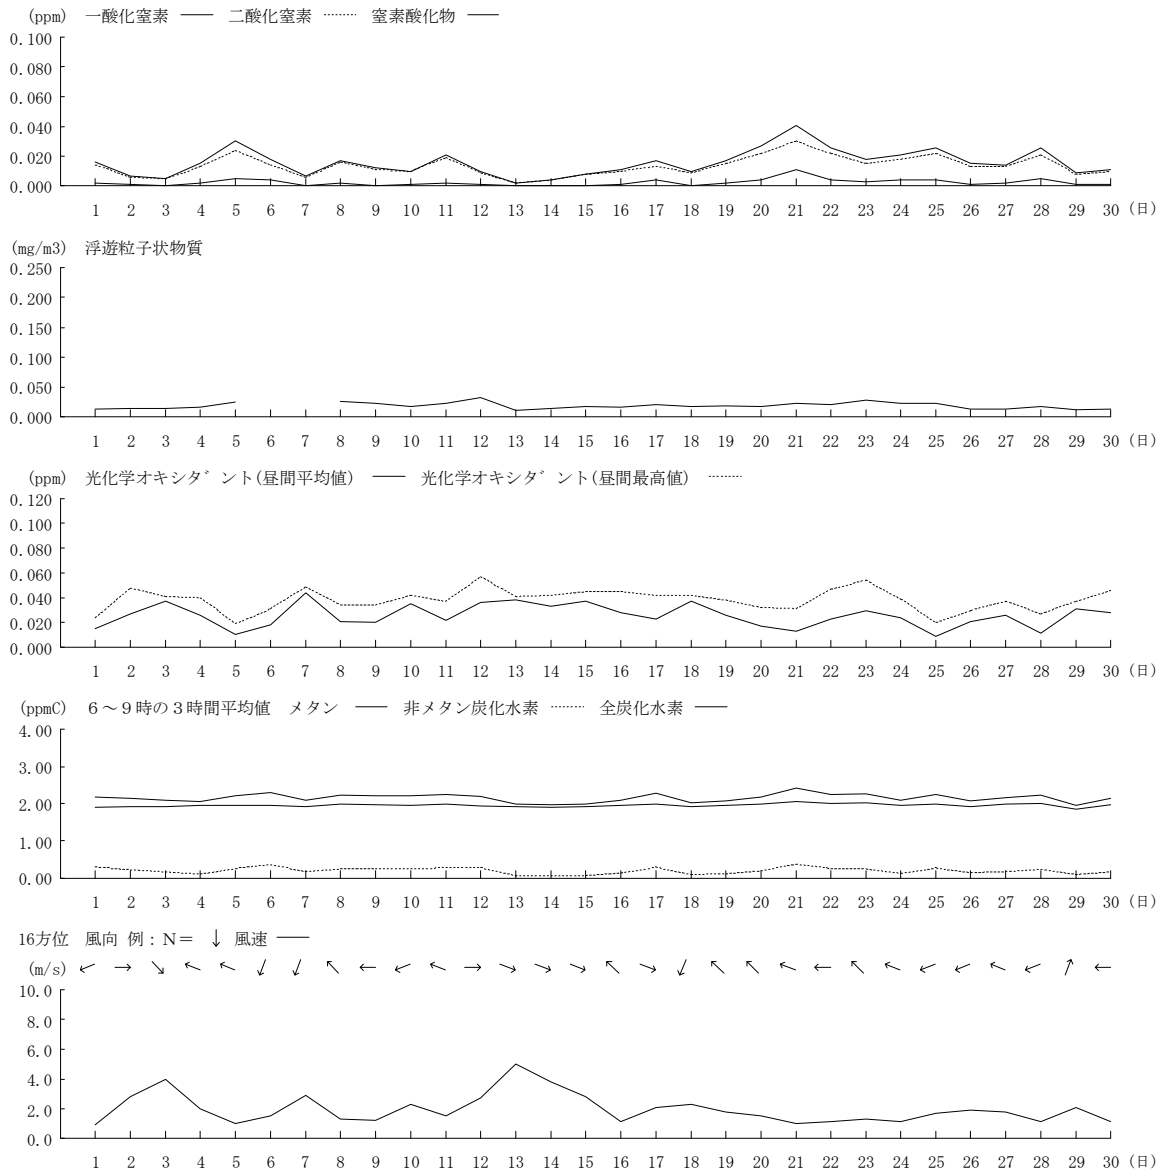 (ppm) 一酸化窒素 二酸化窒素 窒素酸化物
0.100
0.080
0.060
0.040
0.020
0.000
1 2 3 4 5 6 7 8 9 10 11 12 13 14 15 16 17 18 19 20 21 22 23 24 25 26 27 28 29 30 (日)
(mg/m3) 浮遊粒子状物質
0.250
0.200
0.150
0.100
0.050
0.000
1 2 3 4 5 6 7 8 9 10 11 12 13 14 15 16 17 18 19 20 21 22 23 24 25 26 27 28 29 30 (日)
(ppm) 光化学オキシダント(昼間平均値) 光化学オキシダント(昼間最高値)
0.120
0.100
0.080
0.060
0.040
0.020
0.000
1 2 3 4 5 6 7 8 9 10 11 12 13 14 15 16 17 18 19 20 21 22 23 24 25 26 27 28 29 30 (日)
(ppmC) 6~9時の3時間平均値 メタン 非メタン炭化水素 全炭化水素
4.00
3.00
2.00
1.00
0.00
1 2 3 4 5 6 7 8 9 10 11 12 13 14 15 16 17 18 19 20 21 22 23 24 25 26 27 28 29 30 (日)
16方位 風向 例:N= ↓ 風速
(m/s) ← → ↘ ← ← ↙ ↙ ↖ ← ← ← → → → → ↖ → ↙ ↖ ↖ ← ← ↖ ← ← ← ← ← ↗ ←
10.0
8.0
6.0
4.0
2.0
0.0
1 2 3 4 5 6 7 8 9 10 11 12 13 14 15 16 17 18 19 20 21 22 23 24 25 26 27 28 29 30 (日)